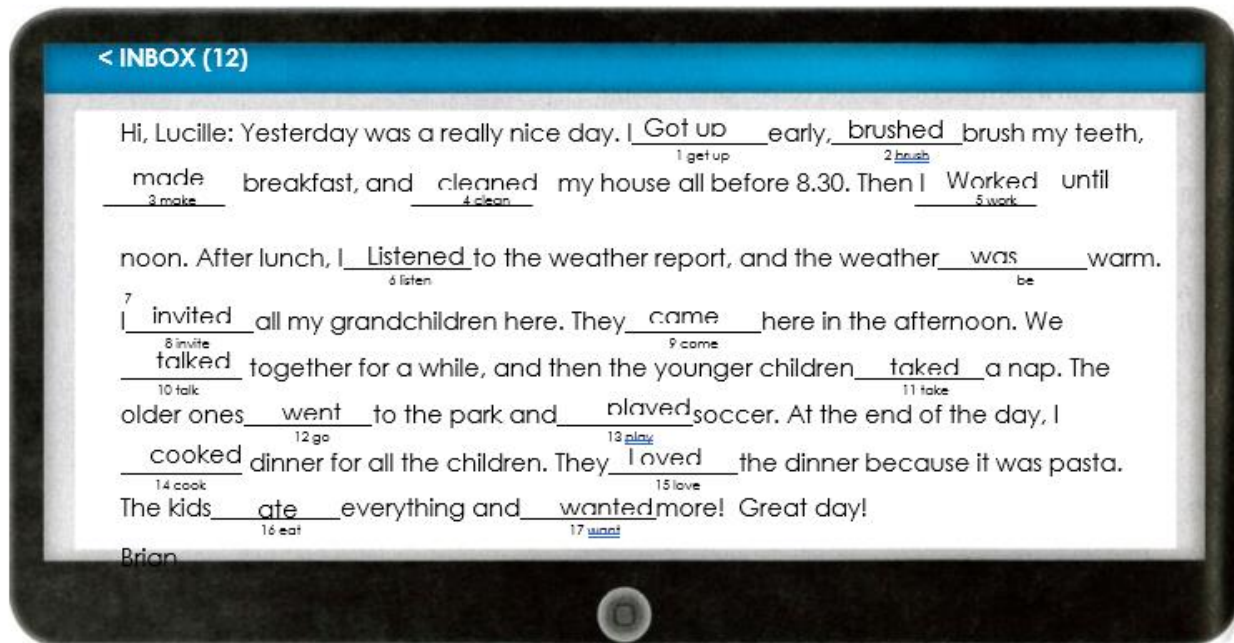 < INBOX (12)
Hi, Lucille: Yesterday was a really nice day. I Got up early, brushed brush my teeth,
1 get up 2 brush
made breakfast, and cleaned my house all before 8.30. Then I Worked until
3 make 4 clean 5 work
noon. After lunch, I Listened to the weather report, and the weather was warm.
6 listen be
7
I invited all my grandchildren here. They came here in the afternoon. We
8 invite 9 come
talked together for a while, and then the younger children taked a nap. The
10 talk 11 take
older ones went to the park and played soccer. At the end of the day, I
12 go 13 play
cooked dinner for all the children. They Loved the dinner because it was pasta.
14 cook 15 love
The kids ate everything and wanted more! Great day!
16 eat 17 want
Brian